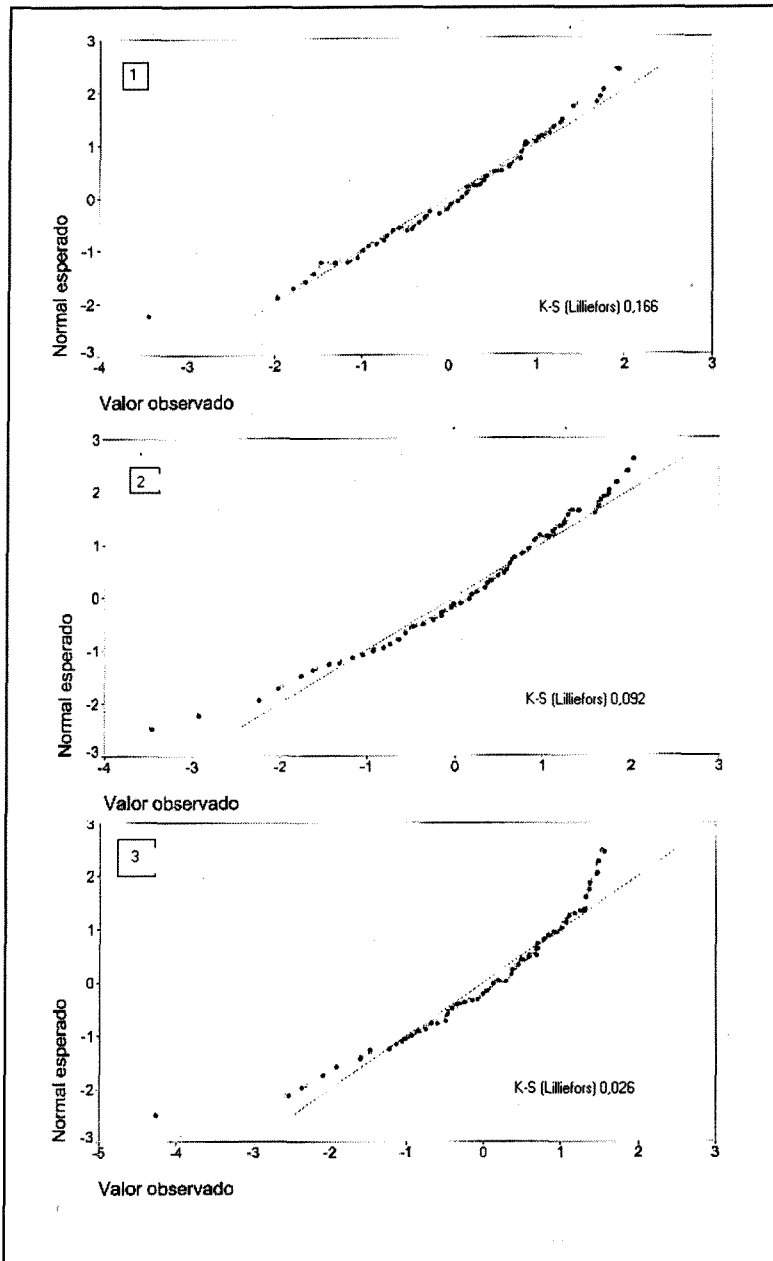 1
3
2
1
0
-1
-2
-3
Normal esperado
K-S (Lilliefors) 0,166
-4 -3 -2 -1 0 1 2 3
Valor observado
2
3
2
1
0
-1
-2
-3
Normal esperado
K-S (Lilliefors) 0,092
-4 -3 -2 -1 0 1 2 3
Valor observado
3
3
2
1
0
-1
-2
-3
Normal esperado
K-S (Lilliefors) 0,026
-5 -4 -3 -2 -1 0 1 2 3
Valor observado